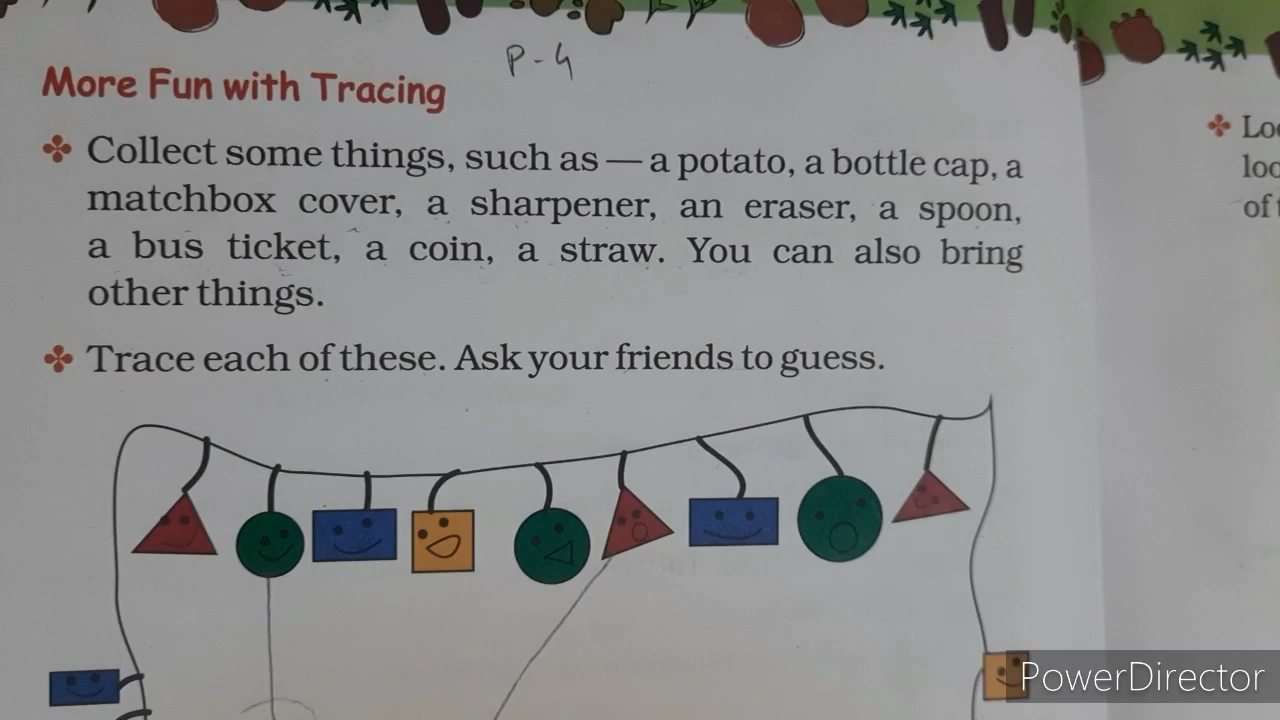 P-4
More Fun with Tracing
Collect some things, such as — a potato, a bottle cap, a
matchbox cover, a sharpener, an eraser, a spoon,
a bus ticket, a coin, a straw. You can also bring
other things.
Trace each of these. Ask your friends to guess.
of
PowerDirector